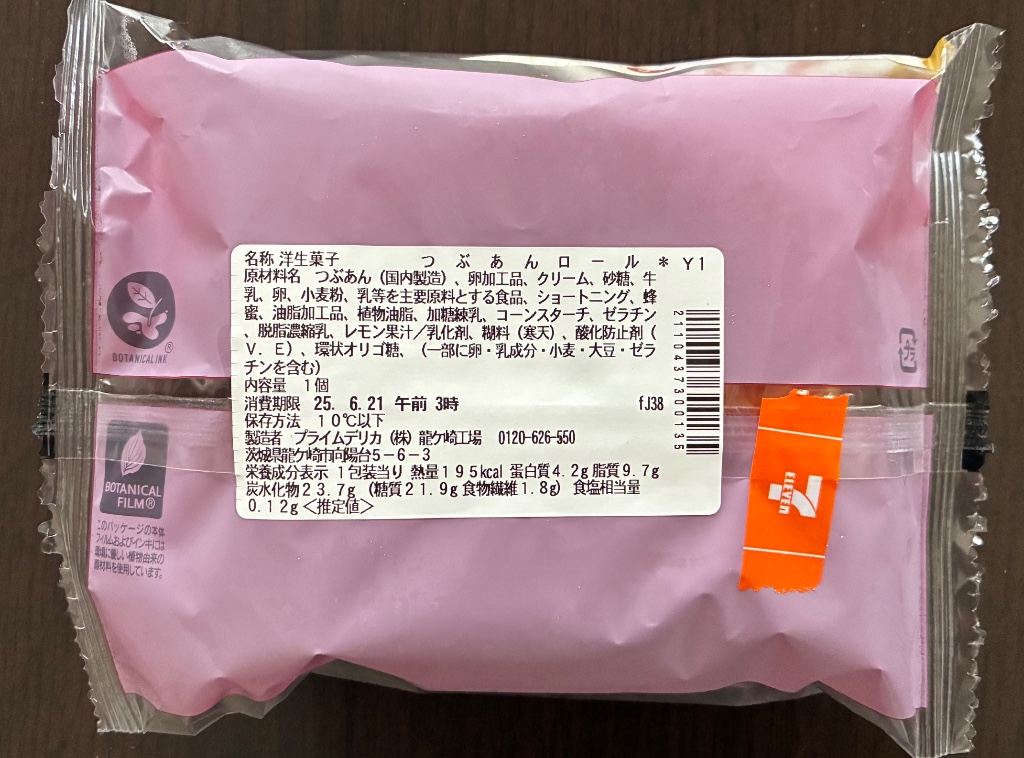 名称 洋生菓子 つぶあんロール＊Ｙ１
原材料名 つぶあん（国内製造）、卵加工品、クリーム、砂糖、牛
乳、卵、小麦粉、乳等を主要原料とする食品、ショートニング、蜂
蜜、油脂加工品、植物油脂、加糖練乳、コーンスターチ、ゼラチン
、脱脂濃縮乳、レモン果汁／乳化剤、糊料（寒天）、酸化防止剤（
Ｖ．Ｅ）、環状オリゴ糖、（一部に卵・乳成分・小麦・大豆・ゼラ
チンを含む）
内容量 １個
消費期限 25. 6.21 午前 3時 fJ38
保存方法 １０℃以下
製造者 プライムデリカ（株）龍ケ崎工場 0120-626-550
茨城県龍ケ崎市向陽台５－６－３
栄養成分表示 １包装当り 熱量１９５kcal 蛋白質４.２g 脂質９.７g
炭水化物２３.７g （糖質２１.９g 食物繊維１.８g） 食塩相当量
０.１２g＜推定値＞
2110437300135
BOTANICAL INK®
BOTANICAL
FILM®
このパッケージの本体
フィルムおよびインキには
環境に優しい植物由来の
原材料を使用しています。
プラ
7
ELEVEN